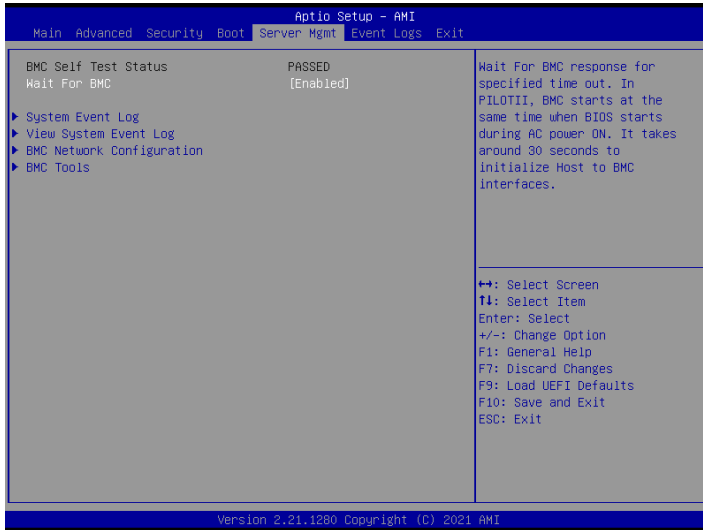 Aptio Setup – AMI
Main Advanced Security Boot Server Mgmt Event Logs Exit
BMC Self Test Status PASSED
Wait For BMC [Enabled]
▶ System Event Log
▶ View System Event Log
▶ BMC Network Configuration
▶ BMC Tools
Wait For BMC response for
specified time out. In
PILOTII, BMC starts at the
same time when BIOS starts
during AC power ON. It takes
around 30 seconds to
initialize Host to BMC
interfaces.
↔: Select Screen
↑↓: Select Item
Enter: Select
+/-: Change Option
F1: General Help
F7: Discard Changes
F9: Load UEFI Defaults
F10: Save and Exit
ESC: Exit
Version 2.21.1280 Copyright (C) 2021 AMI